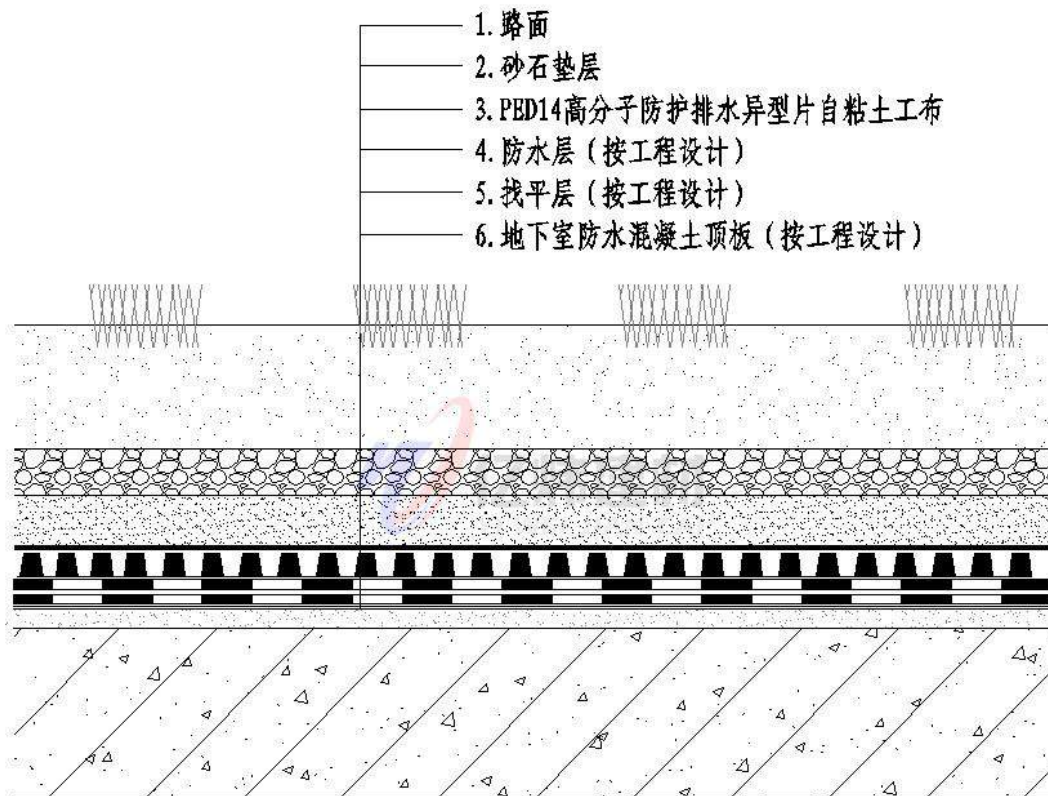 1.路面
2.砂石垫层
3.PED14高分子防护排水异型片自粘土工布
4.防水层(按工程设计)
5.找平层(按工程设计)
6.地下室防水混凝土顶板(按工程设计)